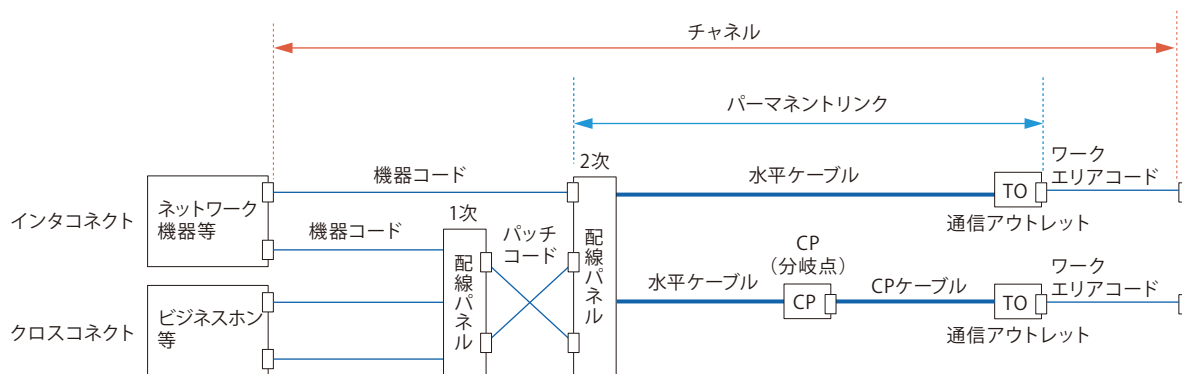 チャネル
パーマネントリンク
インタコネクト
ネットワーク
機器等
機器コード
機器コード
1次
配線パネル
パッチ
コード
2次
配線パネル
水平ケーブル
TO
通信アウトレット
ワーク
エリアコード
クロスコネクト
ビジネスホン
等
水平ケーブル
CP
（分岐点）
CP
CPケーブル
TO
通信アウトレット
ワーク
エリアコード